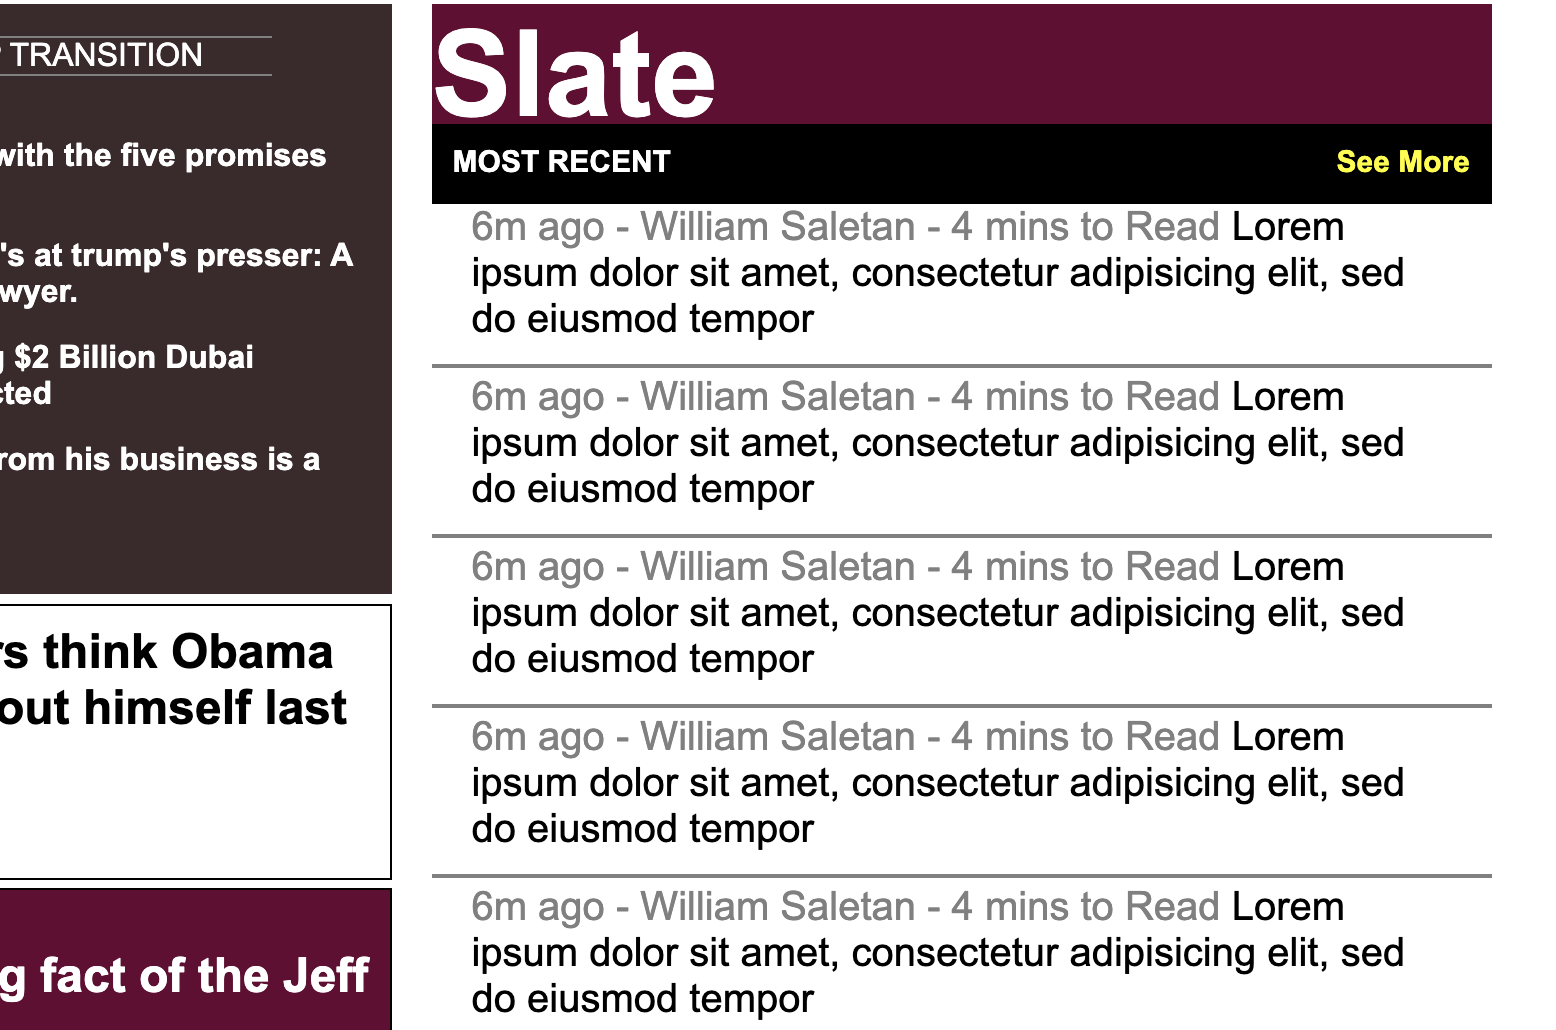 TRANSITION
with the five promises
's at trump's presser: A
wyer.
$2 Billion Dubai
cted
rom his business is a
rs think Obama
out himself last
g fact of the Jeff
Slate
MOST RECENT
See More
6m ago - William Saletan - 4 mins to Read Lorem
ipsum dolor sit amet, consectetur adipisicing elit, sed
do eiusmod tempor
6m ago - William Saletan - 4 mins to Read Lorem
ipsum dolor sit amet, consectetur adipisicing elit, sed
do eiusmod tempor
6m ago - William Saletan - 4 mins to Read Lorem
ipsum dolor sit amet, consectetur adipisicing elit, sed
do eiusmod tempor
6m ago - William Saletan - 4 mins to Read Lorem
ipsum dolor sit amet, consectetur adipisicing elit, sed
do eiusmod tempor
6m ago - William Saletan - 4 mins to Read Lorem
ipsum dolor sit amet, consectetur adipisicing elit, sed
do eiusmod tempor